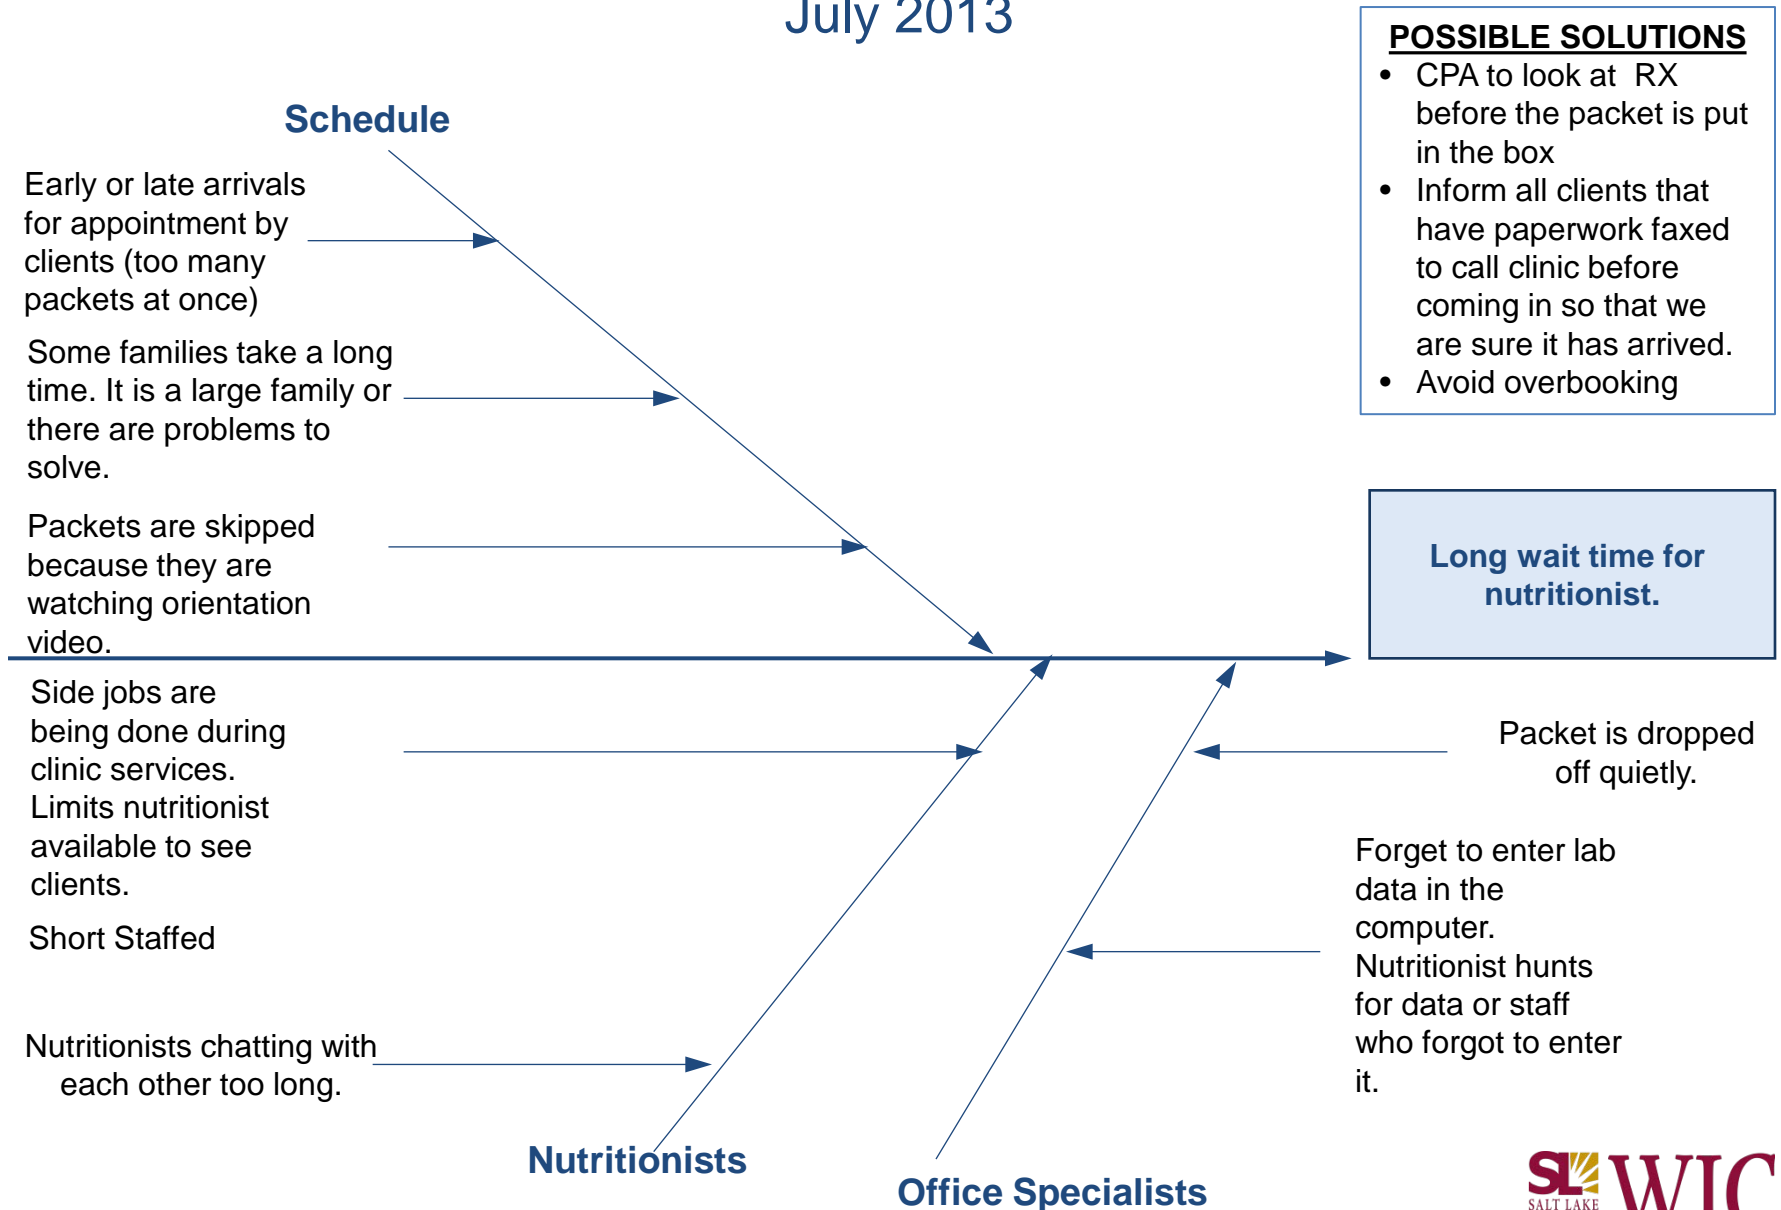 July 2013
POSSIBLE SOLUTIONS
• CPA to look at RX
before the packet is put
in the box
• Inform all clients that
have paperwork faxed
to call clinic before
coming in so that we
are sure it has arrived.
• Avoid overbooking
Schedule
Early or late arrivals
for appointment by
clients (too many
packets at once)
Some families take a long
time. It is a large family or
there are problems to
solve.
Packets are skipped
because they are
watching orientation
video.
Long wait time for
nutritionist.
Side jobs are
being done during
clinic services.
Limits nutritionist
available to see
clients.
Short Staffed
Nutritionists chatting with
each other too long.
Packet is dropped
off quietly.
Forget to enter lab
data in the
computer.
Nutritionist hunts
for data or staff
who forgot to enter
it.
Nutritionists
Office Specialists
SL
SALT LAKE
WIC